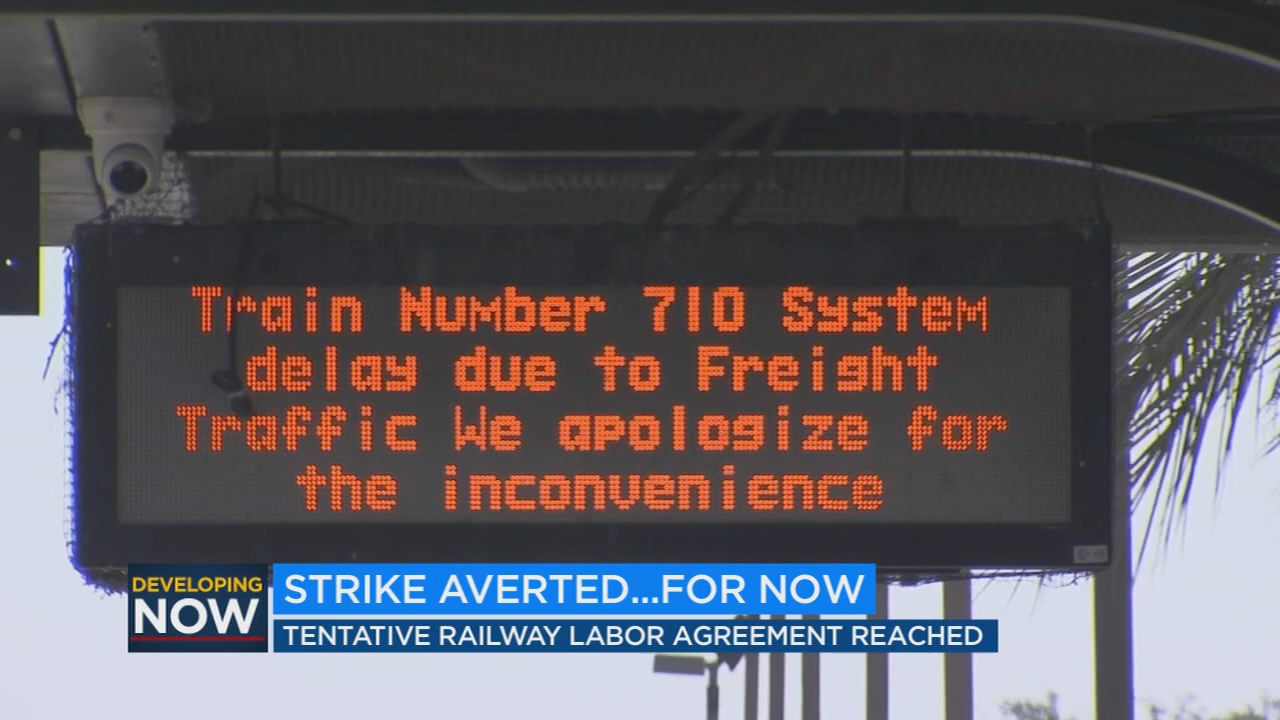 Train Number 710 System
delay due to Freight
Traffic We apologize for
the inconvenience
DEVELOPING
NOW
STRIKE AVERTED...FOR NOW
TENTATIVE RAILWAY LABOR AGREEMENT REACHED